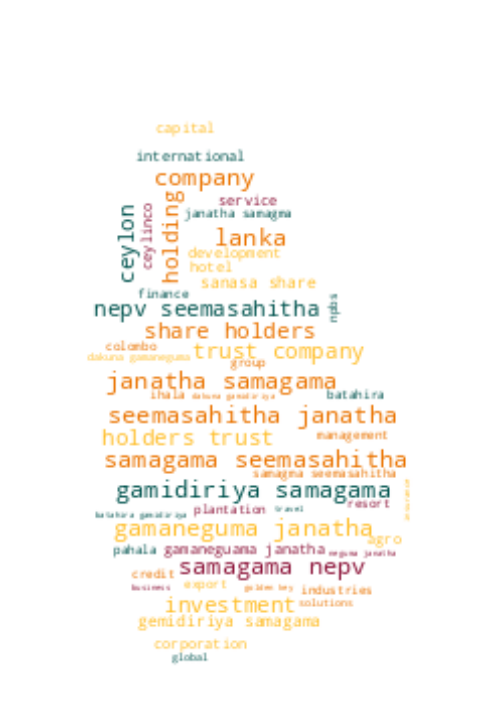 capital
international
company
service
janatha samagma
ceylon
ceylinco
holding
lanka
development
hotel
sanasa share
finance
nepv seemasahitha
npbs
share holders
colombo
trust company
dakuna gamaneguma
group
janatha samagama
ihala
dakuna gamidiriya
batahira
seemasahitha janatha
holders trust
management
samagama seemasahitha
samagma seemasahitha
gamidiriya samagama
insurance
resort
plantation
travel
batahira gamidiriya
gamaneguma janatha
agro
pahala
gamaneguama janatha
neguma janatha
samagama nepv
credit
business
export
golden key
industries
investment
solutions
gemidiriya samagama
corporation
global